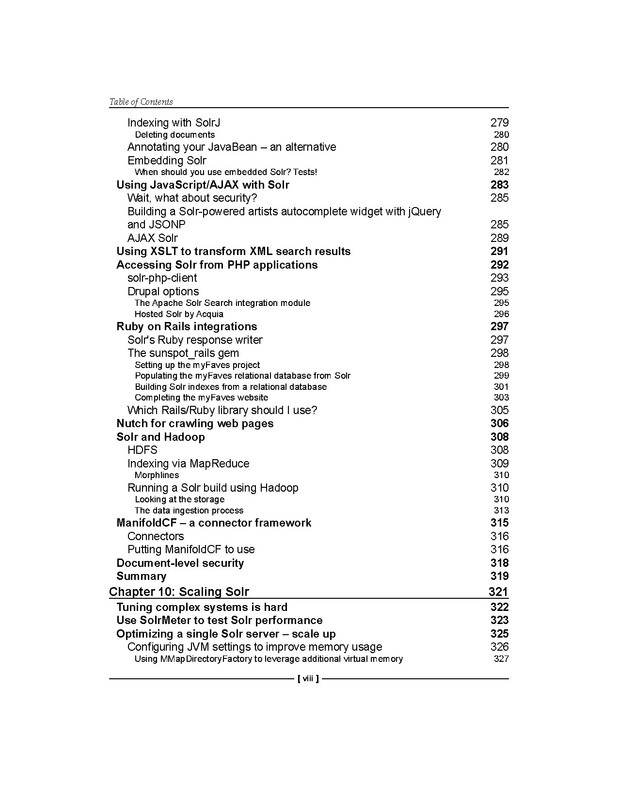 Table of Contents
Indexing with SolrJ 279
Deleting documents 280
Annotating your JavaBean – an alternative 280
Embedding Solr 281
When should you use embedded Solr? Tests! 282
Using JavaScript/AJAX with Solr 283
Wait, what about security? 285
Building a Solr-powered artists autocomplete widget with jQuery
and JSONP 285
AJAX Solr 289
Using XSLT to transform XML search results 291
Accessing Solr from PHP applications 292
solr-php-client 293
Drupal options 295
The Apache Solr Search integration module 295
Hosted Solr by Acquia 296
Ruby on Rails integrations 297
Solr's Ruby response writer 297
The sunspot_rails gem 298
Setting up the myFaves project 298
Populating the myFaves relational database from Solr 299
Building Solr indexes from a relational database 301
Completing the myFaves website 303
Which Rails/Ruby library should I use? 305
Nutch for crawling web pages 306
Solr and Hadoop 308
HDFS 308
Indexing via MapReduce 309
Morphlines 310
Running a Solr build using Hadoop 310
Looking at the storage 310
The data ingestion process 313
ManifoldCF – a connector framework 315
Connectors 316
Putting ManifoldCF to use 316
Document-level security 318
Summary 319
Chapter 10: Scaling Solr 321
Tuning complex systems is hard 322
Use SolrMeter to test Solr performance 323
Optimizing a single Solr server – scale up 325
Configuring JVM settings to improve memory usage 326
Using MMapDirectoryFactory to leverage additional virtual memory 327
[ viii ]